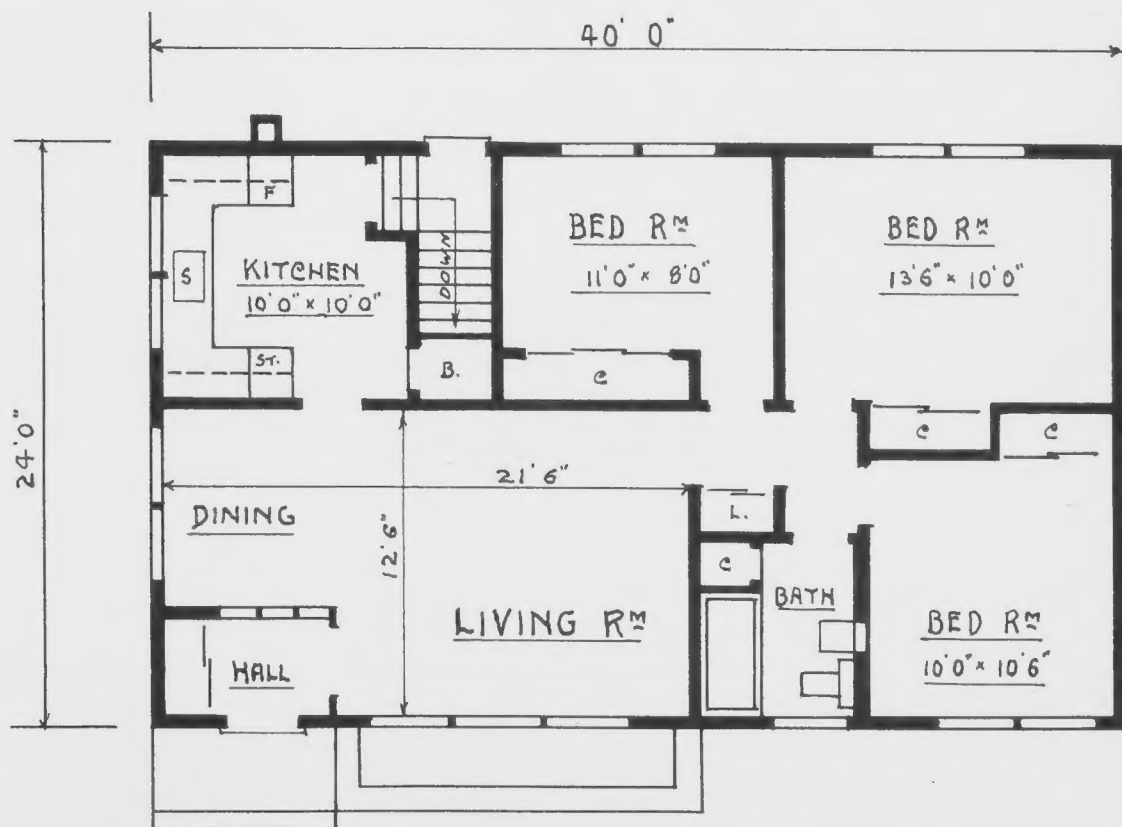 40' 0"
F
BED RM
11'0" x 8'0"
BED RM
13'6" x 10'0"
S
KITCHEN
10'0" x 10'0"
DOWN
ST.
B.
C
C
C
24'0"
21'6"
L.
DINING
12'6"
C
BATH
LIVING RM
BED RM
10'0" x 10'6"
HALL